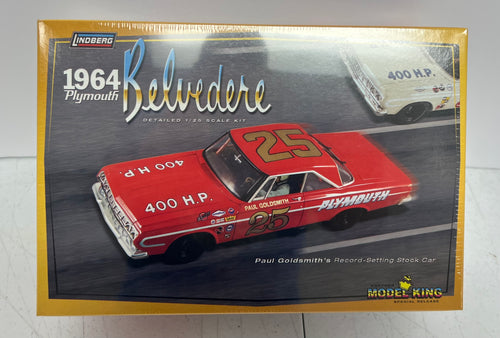 LINDBERG
1964
Plymouth
Belvedere
DETAILED 1/25 SCALE KIT
400 H.P.
25
400 H.P.
400 H.P.
PAUL GOLDSMITH
25
PLYMOUTH
Paul Goldsmith's Record-Setting Stock Car
MODEL KING
SPECIAL RELEASE